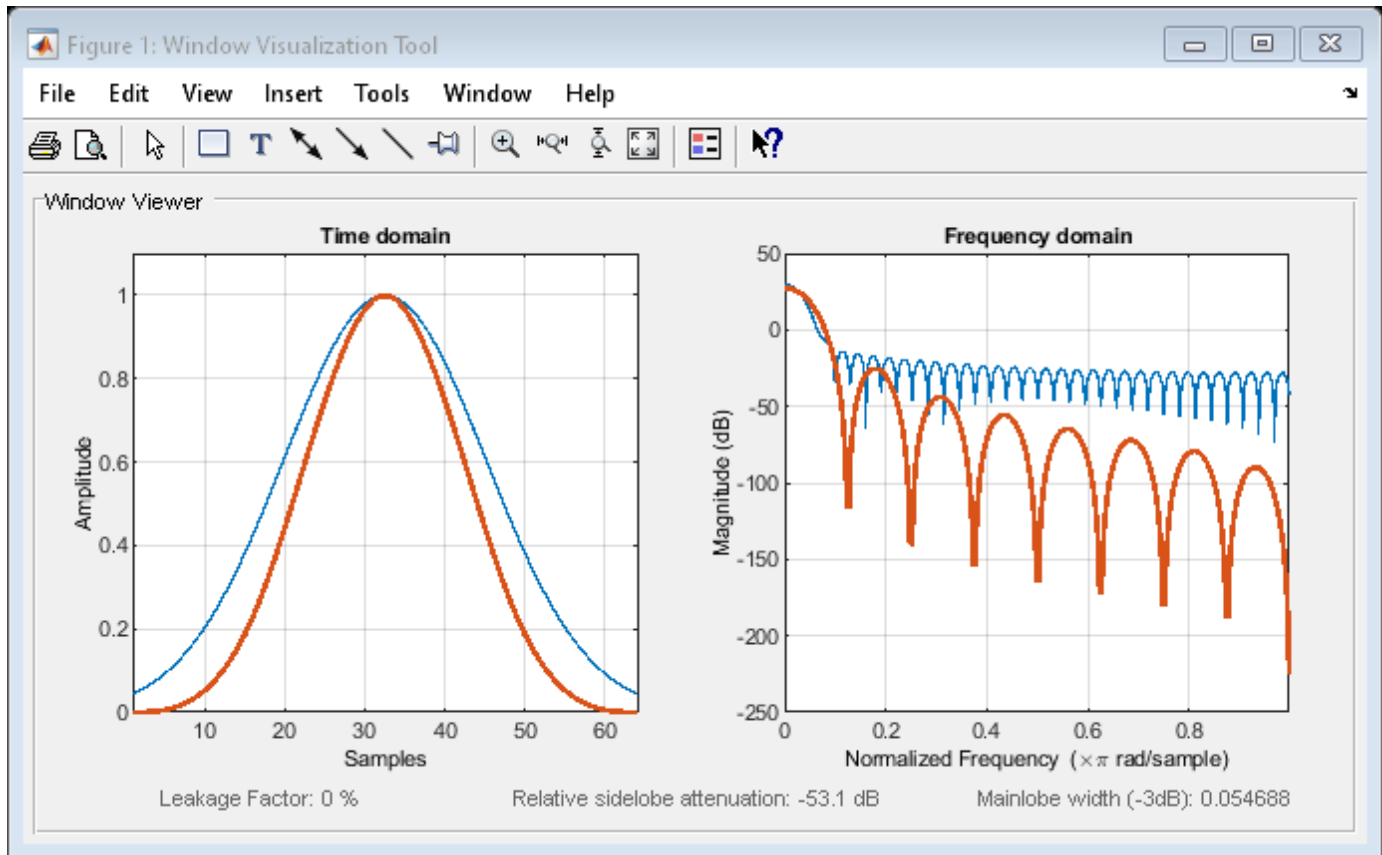 Figure 1: Window Visualization Tool
File Edit View Insert Tools Window Help
T
?
Window Viewer
Time domain
1
0.8
0.6
0.4
0.2
0
10 20 30 40 50 60
Amplitude
Samples
Frequency domain
50
0
-50
-100
-150
-200
-250
0 0.2 0.4 0.6 0.8
Magnitude (dB)
Normalized Frequency (×π rad/sample)
Leakage Factor: 0 % Relative sidelobe attenuation: -53.1 dB Mainlobe width (-3dB): 0.054688